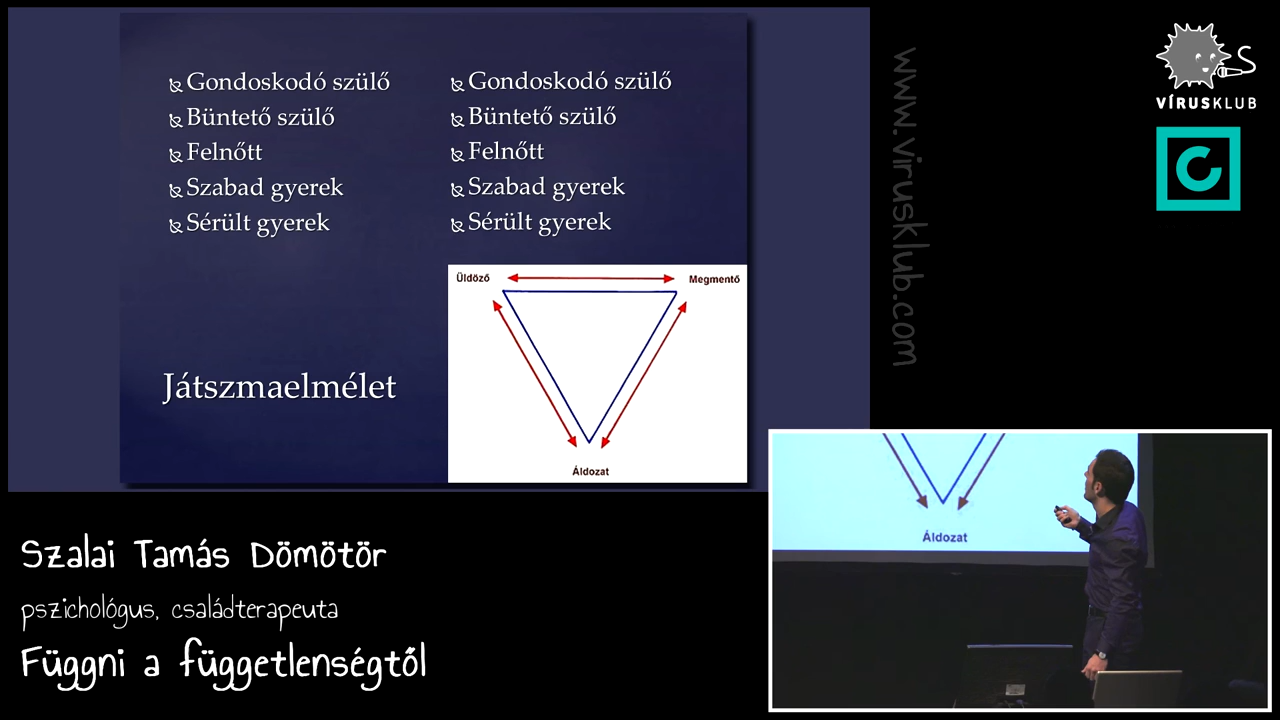 Gondoskodó szülő
Büntető szülő
Felnőtt
Szabad gyerek
Sérült gyerek
Gondoskodó szülő
Büntető szülő
Felnőtt
Szabad gyerek
Sérült gyerek
Üldöző
Megmentő
Áldozat
Játszmaelmélet
www.virusklub.com
VÍRUSKLUB
Áldozat
Szalai Tamás Dömötör
pszichológus, családterapeuta
Függni a függetlenségtől